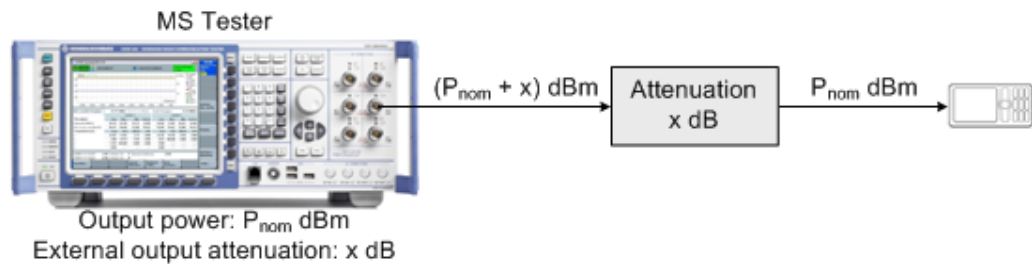 MS Tester
(Pnom + x) dBm
Attenuation
x dB
Pnom dBm
Output power: Pnom dBm
External output attenuation: x dB